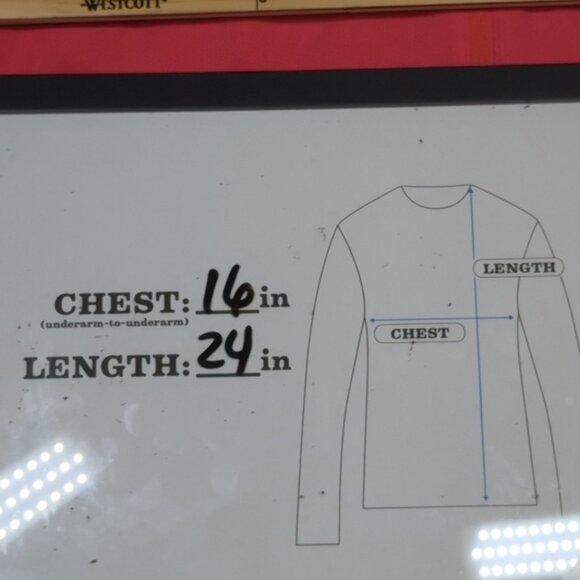 WESTCOTT®
CHEST: 16 in
(underarm-to-underarm)
LENGTH: 24 in
LENGTH
CHEST